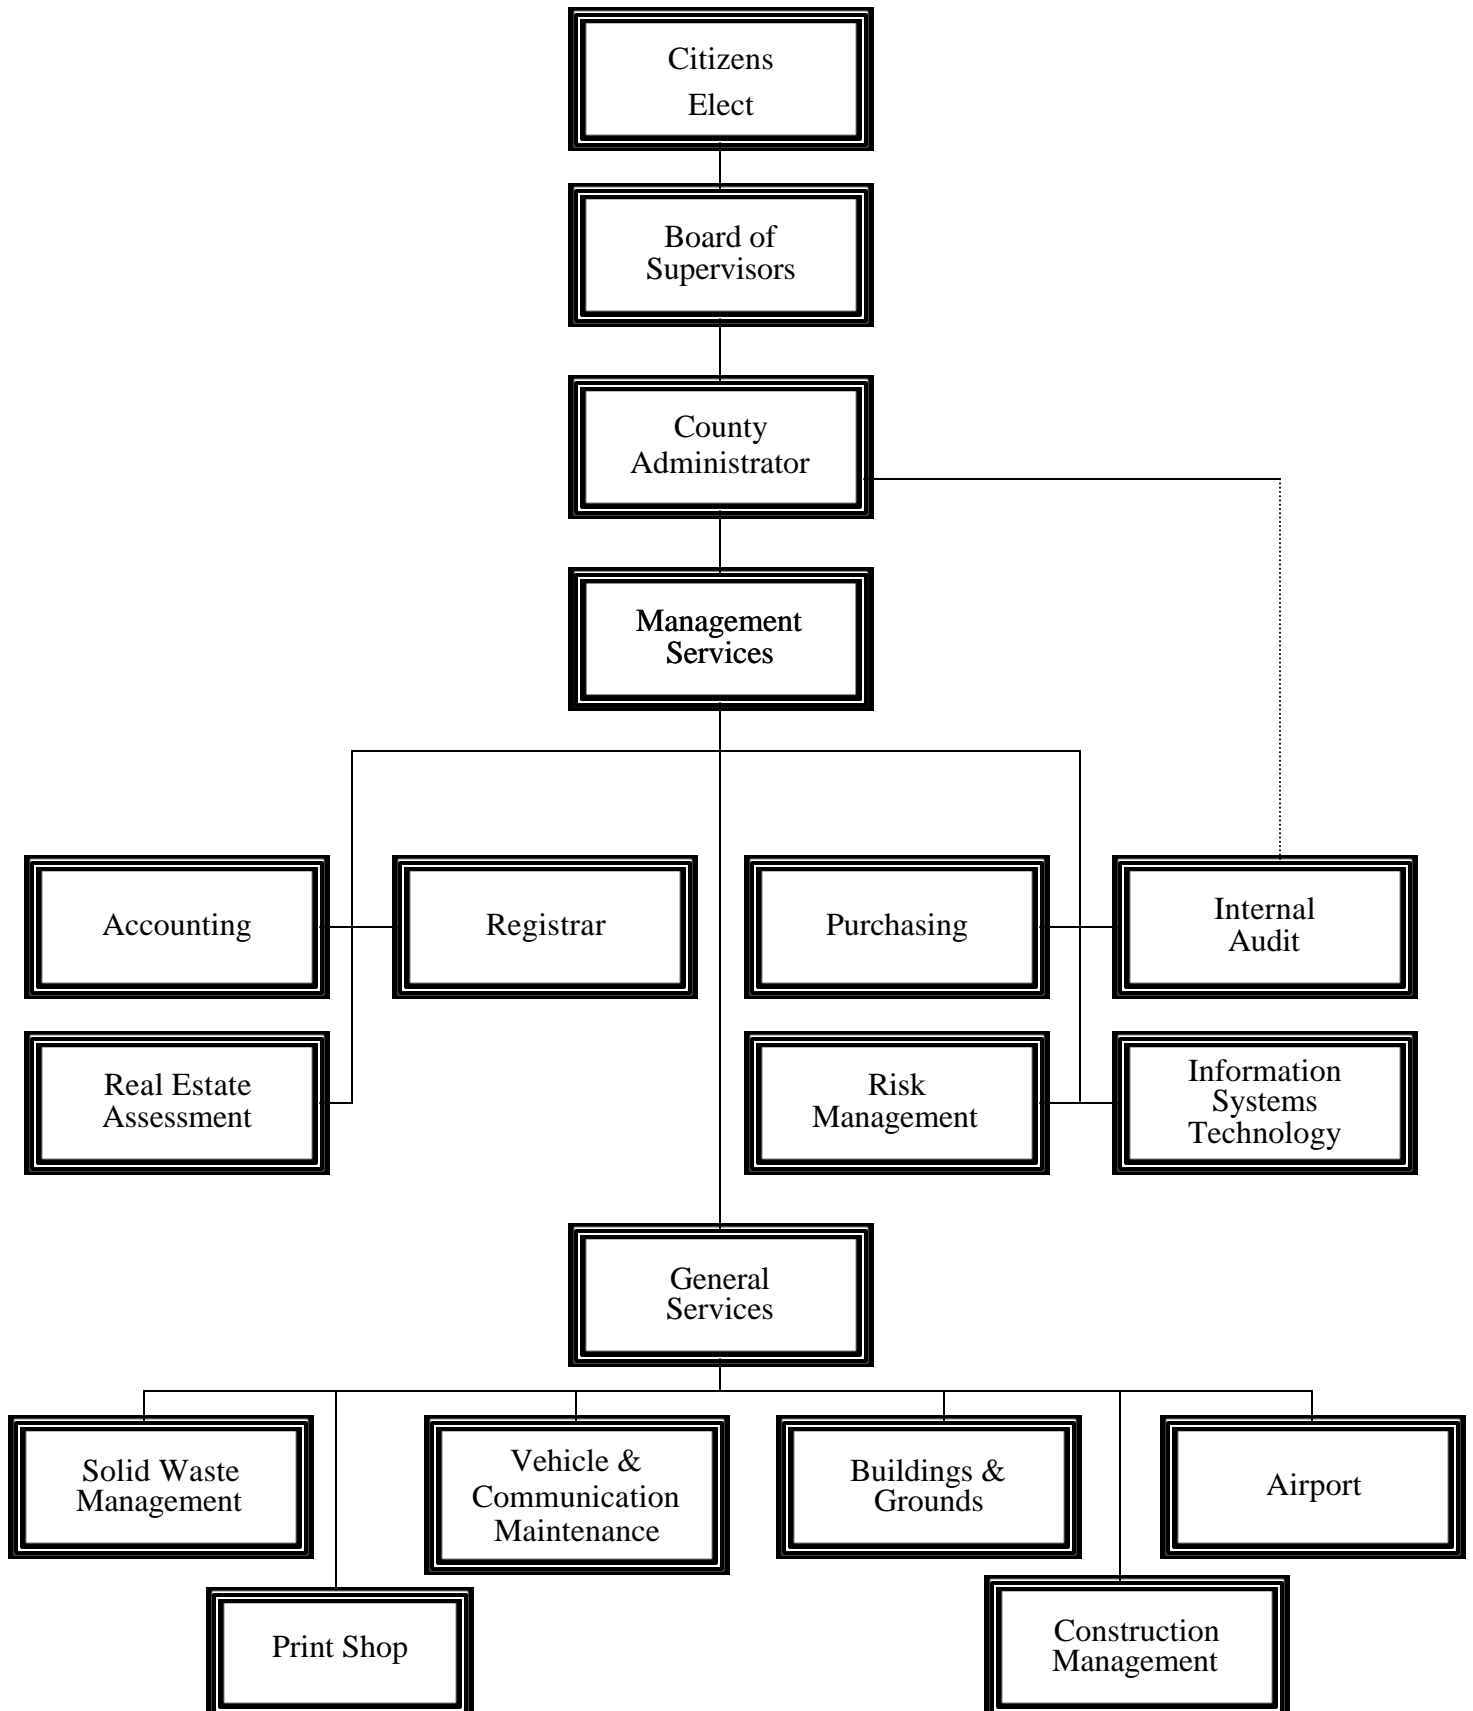 Citizens
Elect
Board of
Supervisors
County
Administrator
Management
Services
Accounting
Registrar
Purchasing
Internal
Audit
Real Estate
Assessment
Risk
Management
Information
Systems
Technology
General
Services
Solid Waste
Management
Vehicle &
Communication
Maintenance
Buildings &
Grounds
Airport
Print Shop
Construction
Management